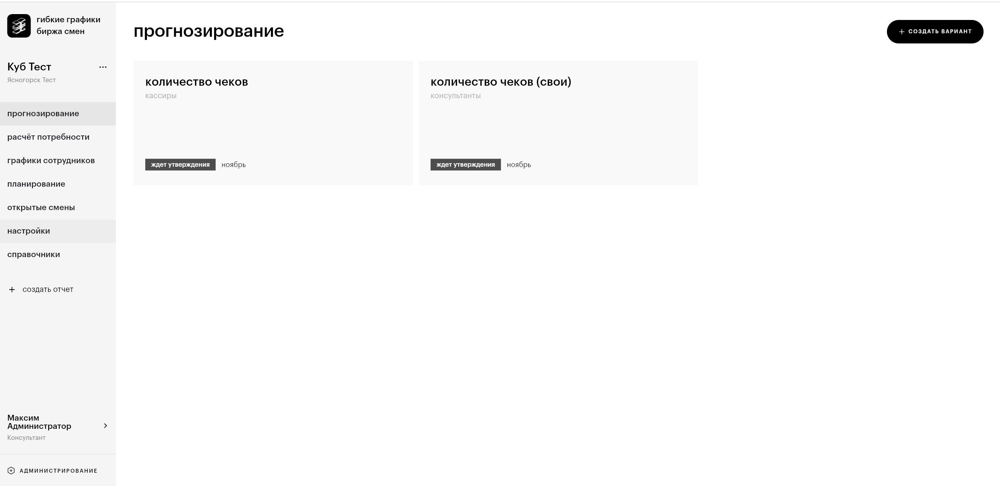 гибкие графики
биржа смен
Куб Тест
Ясногорск Тест
прогнозирование
расчёт потребности
графики сотрудников
планирование
открытые смены
настройки
справочники
создать отчет
Максим
Администратор
Консультант
АДМИНИСТРИРОВАНИЕ
прогнозирование
СОЗДАТЬ ВАРИАНТ
количество чеков
кассиры
ждет утверждения ноябрь
количество чеков (свои)
консультанты
ждет утверждения ноябрь